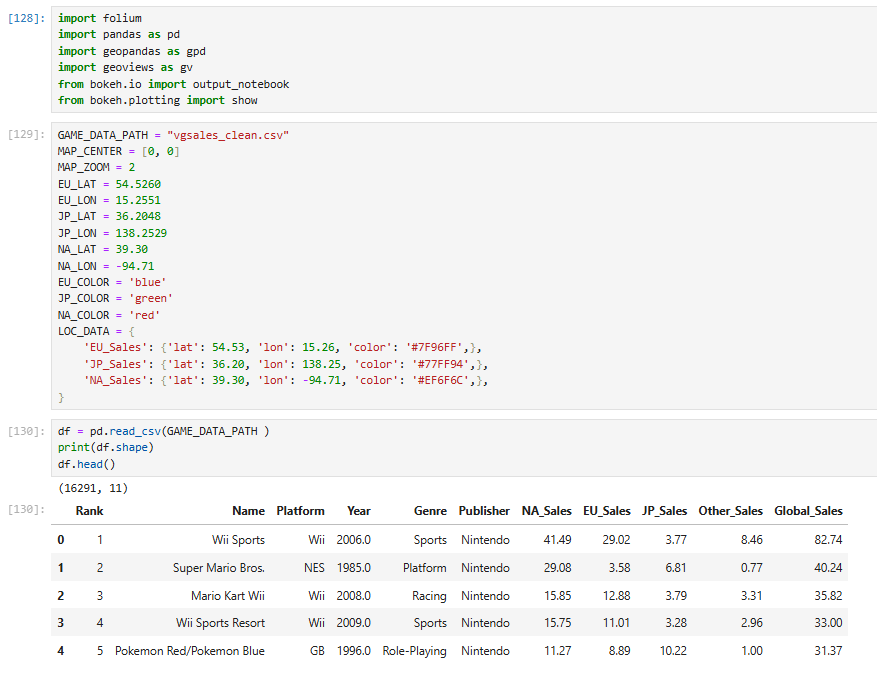 [128]: import folium
import pandas as pd
import geopandas as gpd
import geoviews as gv
from bokeh.io import output_notebook
from bokeh.plotting import show
[129]: GAME_DATA_PATH = "vgsales_clean.csv"
MAP_CENTER = [0, 0]
MAP_ZOOM = 2
EU_LAT = 54.5260
EU_LON = 15.2551
JP_LAT = 36.2048
JP_LON = 138.2529
NA_LAT = 39.30
NA_LON = -94.71
EU_COLOR = 'blue'
JP_COLOR = 'green'
NA_COLOR = 'red'
LOC_DATA = {
    'EU_Sales': {'lat': 54.53, 'lon': 15.26, 'color': '#7F96FF',},
    'JP_Sales': {'lat': 36.20, 'lon': 138.25, 'color': '#77FF94',},
    'NA_Sales': {'lat': 39.30, 'lon': -94.71, 'color': '#EF6F6C',},
}
[130]: df = pd.read_csv(GAME_DATA_PATH )
print(df.shape)
df.head()
(16291, 11)
[130]: Rank Name Platform Year Genre Publisher NA_Sales EU_Sales JP_Sales Other_Sales Global_Sales
0 1 Wii Sports Wii 2006.0 Sports Nintendo 41.49 29.02 3.77 8.46 82.74
1 2 Super Mario Bros. NES 1985.0 Platform Nintendo 29.08 3.58 6.81 0.77 40.24
2 3 Mario Kart Wii Wii 2008.0 Racing Nintendo 15.85 12.88 3.79 3.31 35.82
3 4 Wii Sports Resort Wii 2009.0 Sports Nintendo 15.75 11.01 3.28 2.96 33.00
4 5 Pokemon Red/Pokemon Blue GB 1996.0 Role-Playing Nintendo 11.27 8.89 10.22 1.00 31.37